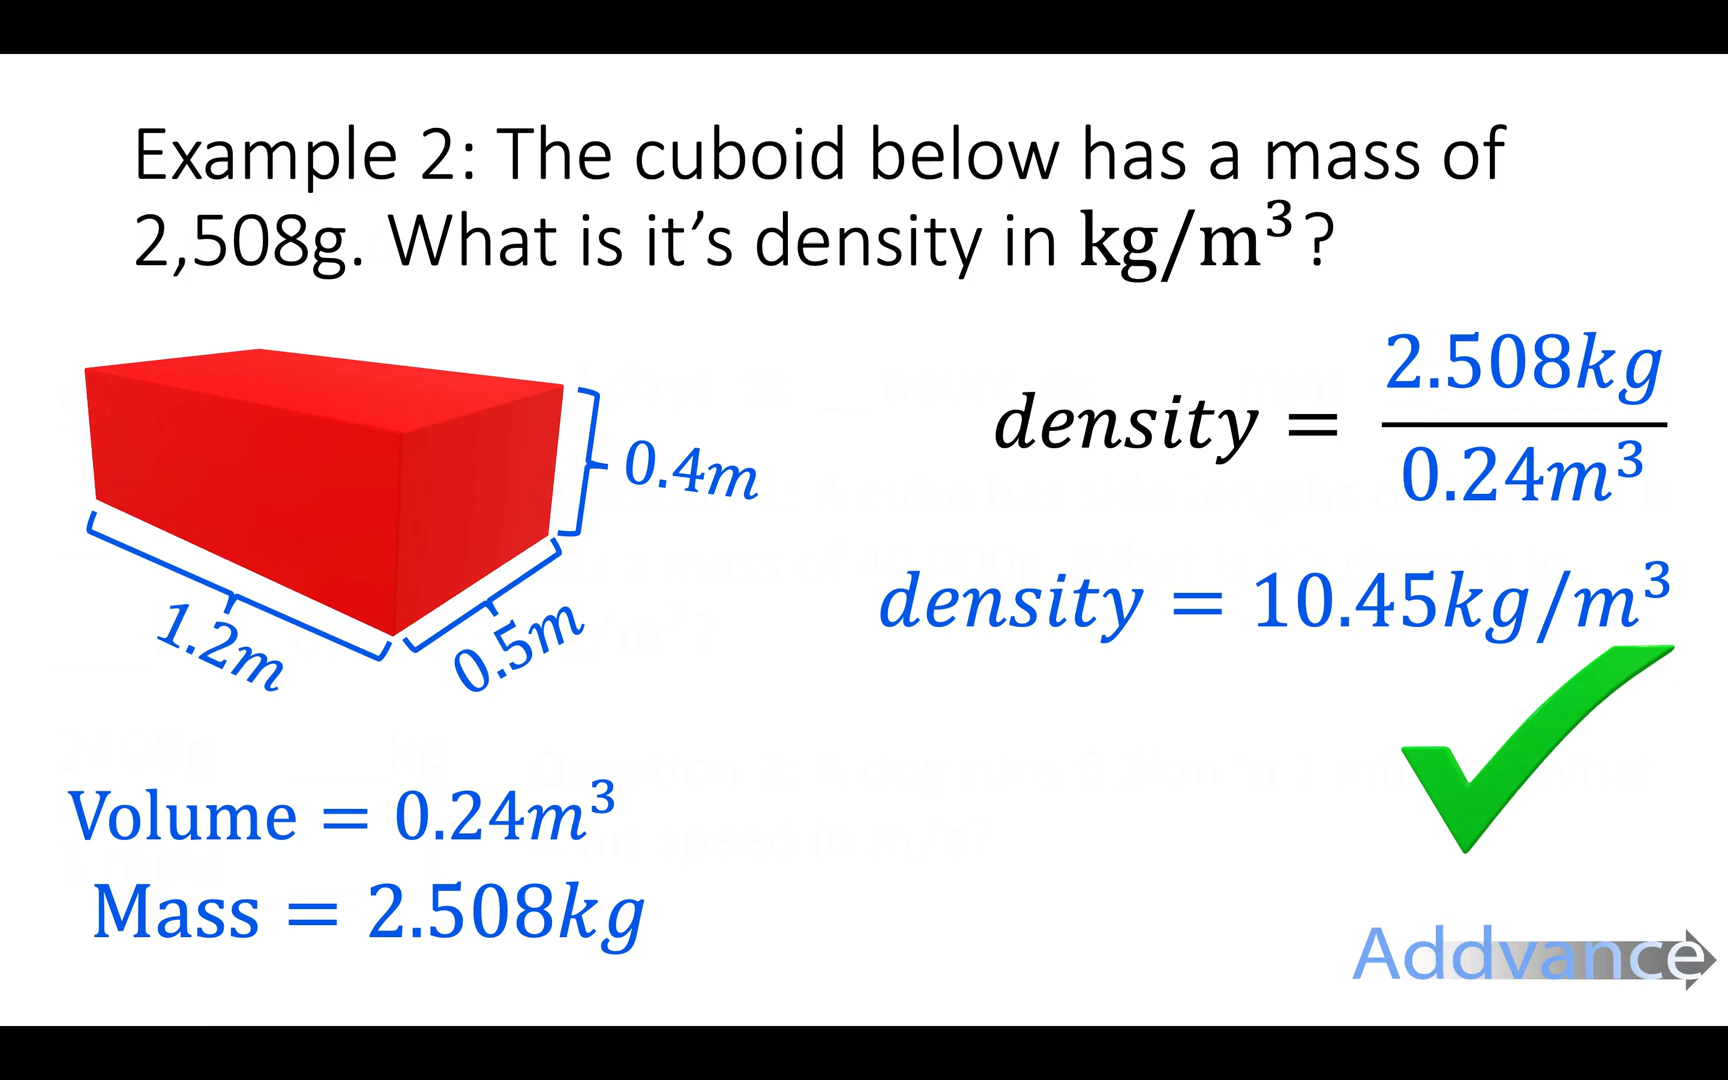 Example 2: The cuboid below has a mass of
2,508g. What is it's density in kg/m³?
0.4m
1.2m
0.5m
density = 2.508kg
0.24m³
density = 10.45kg/m³
Volume = 0.24m³
Mass = 2.508kg
Addvance